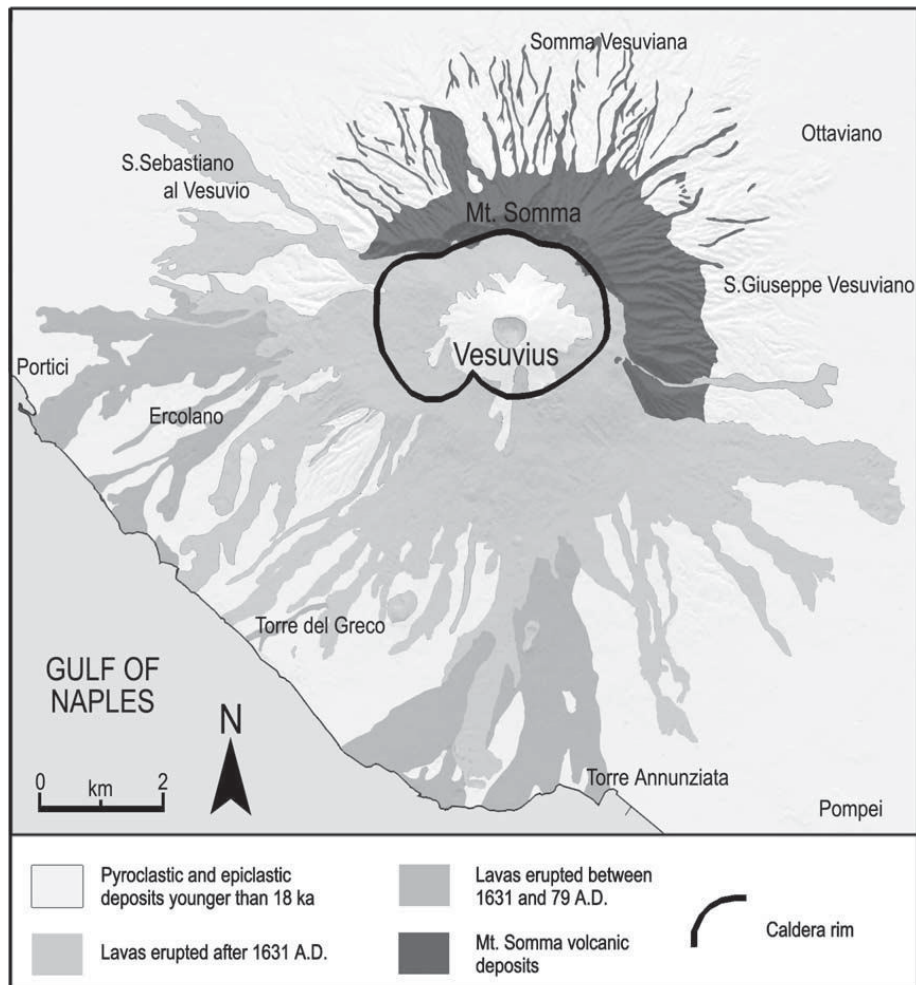 Somma Vesuviana
Ottaviano
S.Sebastiano
al Vesuvio
Mt. Somma
S.Giuseppe Vesuviano
Vesuvius
Portici
Ercolano
Torre del Greco
GULF OF
NAPLES
N
0 2
km
Torre Annunziata
Pompei
Pyroclastic and epiclastic
deposits younger than 18 ka
Lavas erupted between
1631 and 79 A.D.
Caldera rim
Lavas erupted after 1631 A.D.
Mt. Somma volcanic
deposits